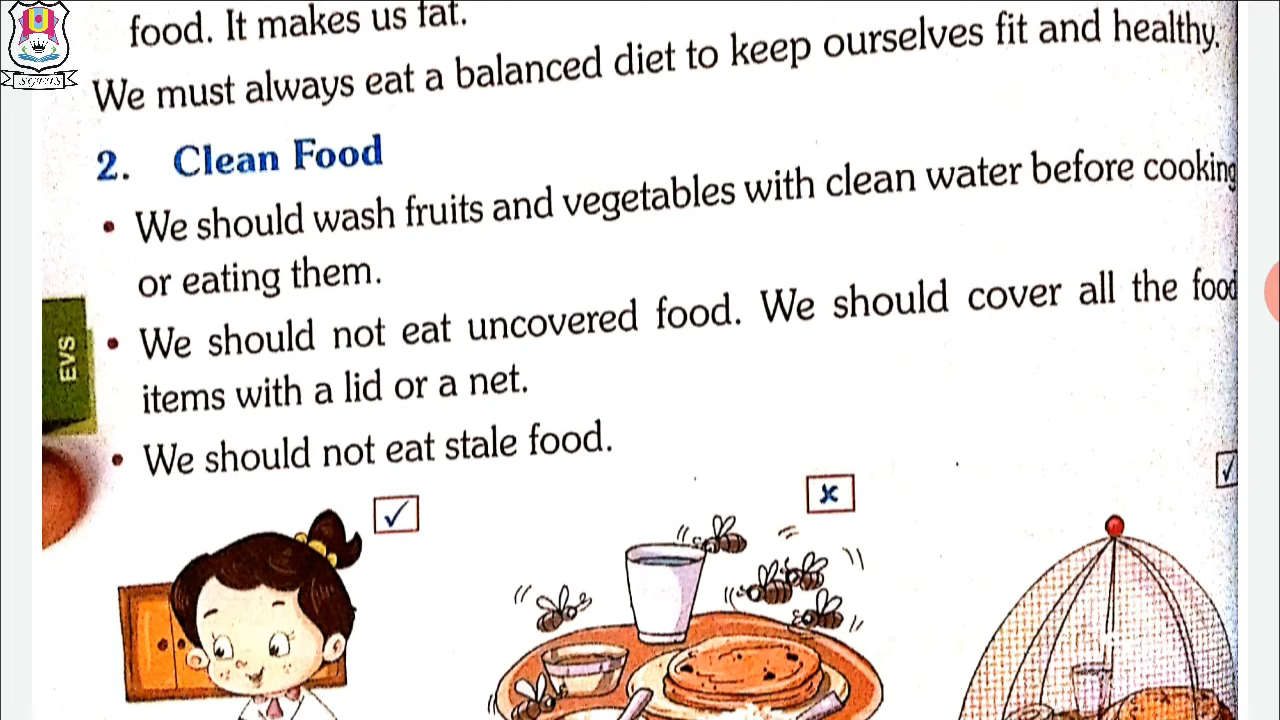 food. It makes us fat.
We must always eat a balanced diet to keep ourselves fit and healthy.
2. Clean Food
• We should wash fruits and vegetables with clean water before cooking
or eating them.
• We should not eat uncovered food. We should cover all the food
items with a lid or a net.
• We should not eat stale food.
EVS